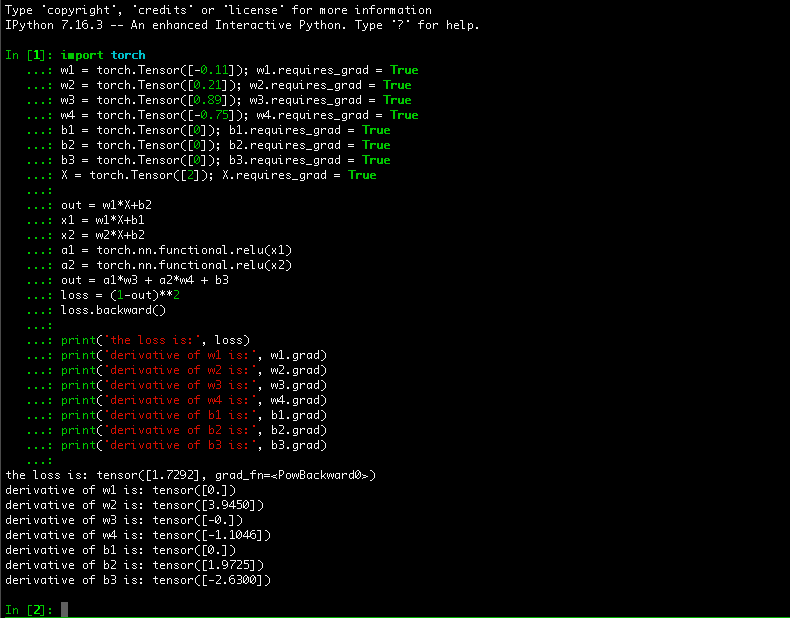 Type 'copyright', 'credits' or 'license' for more information
IPython 7.16.3 -- An enhanced Interactive Python. Type '?' for help.
In [1]: import torch
...: w1 = torch.Tensor([-0.11]); w1.requires_grad = True
...: w2 = torch.Tensor([0.21]); w2.requires_grad = True
...: w3 = torch.Tensor([0.89]); w3.requires_grad = True
...: w4 = torch.Tensor([-0.75]); w4.requires_grad = True
...: b1 = torch.Tensor([0]); b1.requires_grad = True
...: b2 = torch.Tensor([0]); b2.requires_grad = True
...: b3 = torch.Tensor([0]); b3.requires_grad = True
...: X = torch.Tensor([2]); X.requires_grad = True
...:
...: out = w1*X+b2
...: x1 = w1*X+b1
...: x2 = w2*X+b2
...: a1 = torch.nn.functional.relu(x1)
...: a2 = torch.nn.functional.relu(x2)
...: out = a1*w3 + a2*w4 + b3
...: loss = (1-out)**2
...: loss.backward()
...:
...: print('the loss is:', loss)
...: print('derivative of w1 is:', w1.grad)
...: print('derivative of w2 is:', w2.grad)
...: print('derivative of w3 is:', w3.grad)
...: print('derivative of w4 is:', w4.grad)
...: print('derivative of b1 is:', b1.grad)
...: print('derivative of b2 is:', b2.grad)
...: print('derivative of b3 is:', b3.grad)
...:
the loss is: tensor([1.7292], grad_fn=<PowBackward0>)
derivative of w1 is: tensor([0.])
derivative of w2 is: tensor([3.9450])
derivative of w3 is: tensor([-0.])
derivative of w4 is: tensor([-1.1046])
derivative of b1 is: tensor([0.])
derivative of b2 is: tensor([1.9725])
derivative of b3 is: tensor([-2.6300])
In [2]: